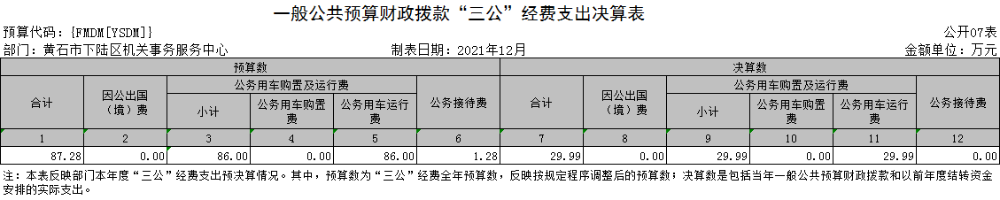 一般公共预算财政拨款“三公”经费支出决算表
预算代码：{FMDM[YSDM]}
公开07表
部门：黄石市下陆区机关事务服务中心
制表日期：2021年12月
金额单位：万元
预算数
决算数
合计
因公出国
（境）费
公务用车购置及运行费
公务接待费
合计
因公出国
（境）费
公务用车购置及运行费
公务接待费
小计
公务用车购置
费
公务用车运行
费
小计
公务用车购置
费
公务用车运行
费
1 2 3 4 5 6 7 8 9 10 11 12
87.28 0.00 86.00 0.00 86.00 1.28 29.99 0.00 29.99 0.00 29.99 0.00
注：本表反映部门本年度“三公”经费支出预决算情况。其中，预算数为“三公”经费全年预算数，反映按规定程序调整后的预算数；决算数是包括当年一般公共预算财政拨款和以前年度结转资金
安排的实际支出。